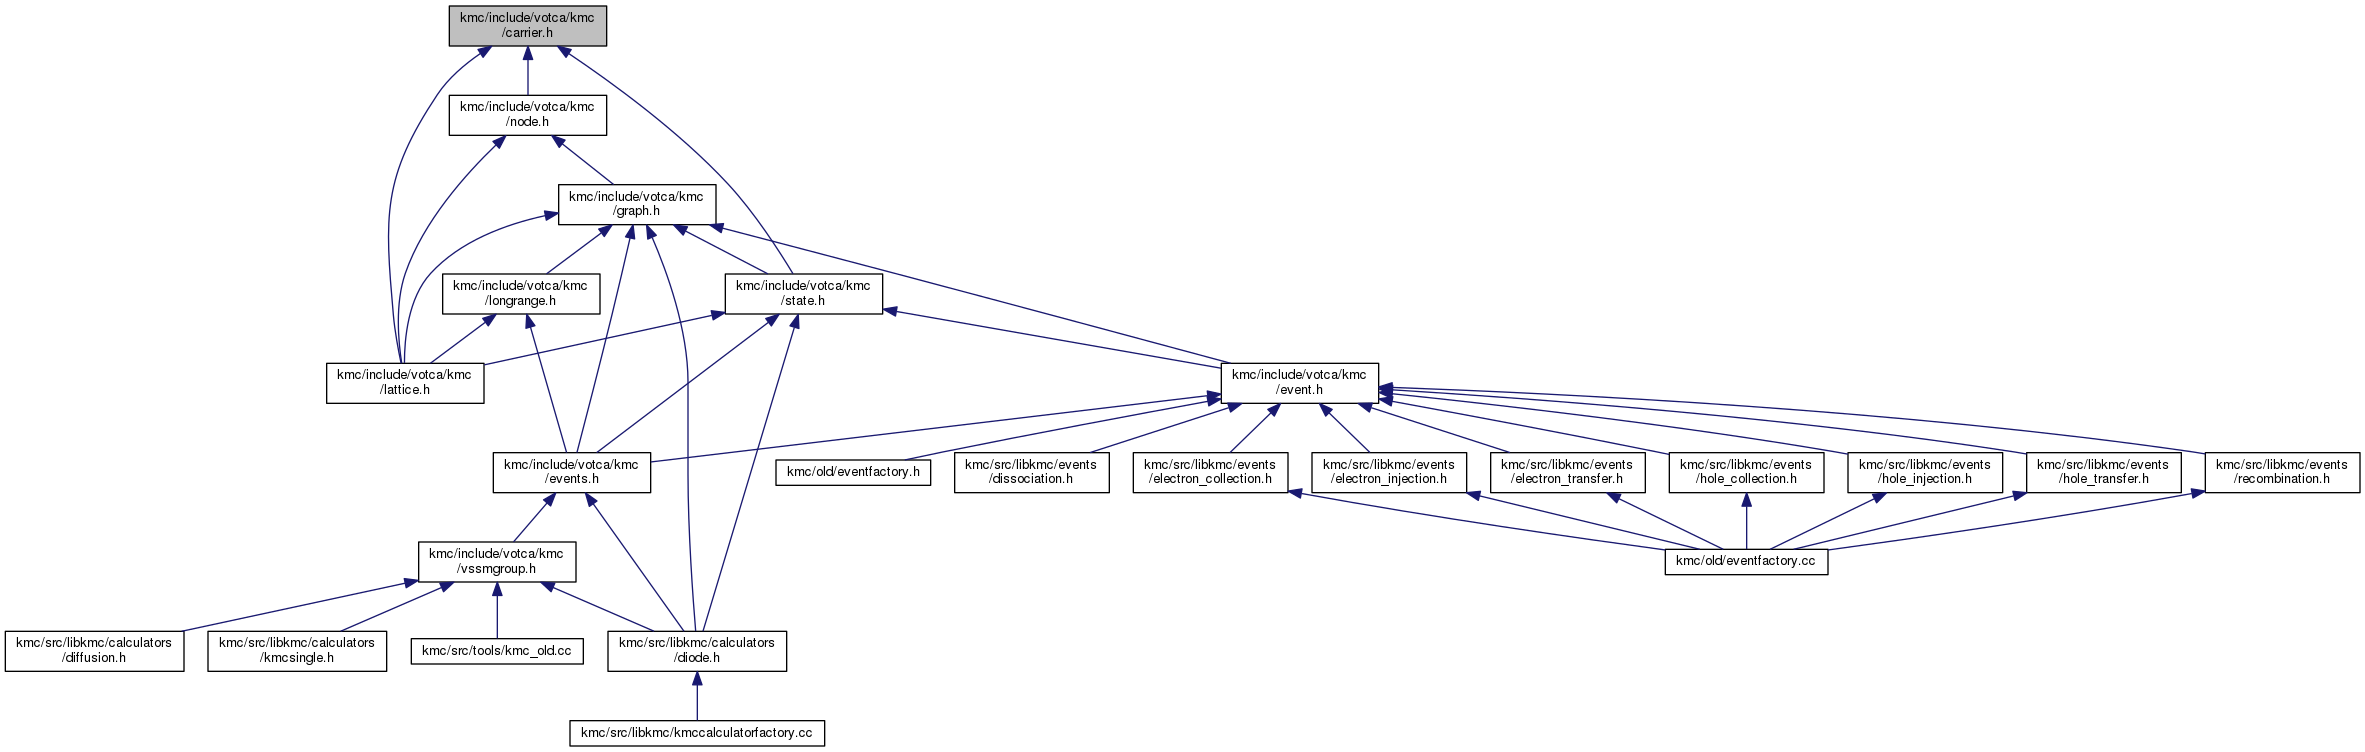 kmc/include/votca/kmc
/carrier.h
kmc/include/votca/kmc
/node.h
kmc/include/votca/kmc
/graph.h
kmc/include/votca/kmc
/longrange.h
kmc/include/votca/kmc
/state.h
kmc/include/votca/kmc
/lattice.h
kmc/include/votca/kmc
/event.h
kmc/include/votca/kmc
/events.h
kmc/old/eventfactory.h
kmc/src/libkmc/events
/dissociation.h
kmc/src/libkmc/events
/electron_collection.h
kmc/src/libkmc/events
/electron_injection.h
kmc/src/libkmc/events
/electron_transfer.h
kmc/src/libkmc/events
/hole_collection.h
kmc/src/libkmc/events
/hole_injection.h
kmc/src/libkmc/events
/hole_transfer.h
kmc/src/libkmc/events
/recombination.h
kmc/include/votca/kmc
/vssmgroup.h
kmc/old/eventfactory.cc
kmc/src/libkmc/calculators
/diffusion.h
kmc/src/libkmc/calculators
/kmcsingle.h
kmc/src/tools/kmc_old.cc
kmc/src/libkmc/calculators
/diode.h
kmc/src/libkmc/kmccalculatorfactory.cc